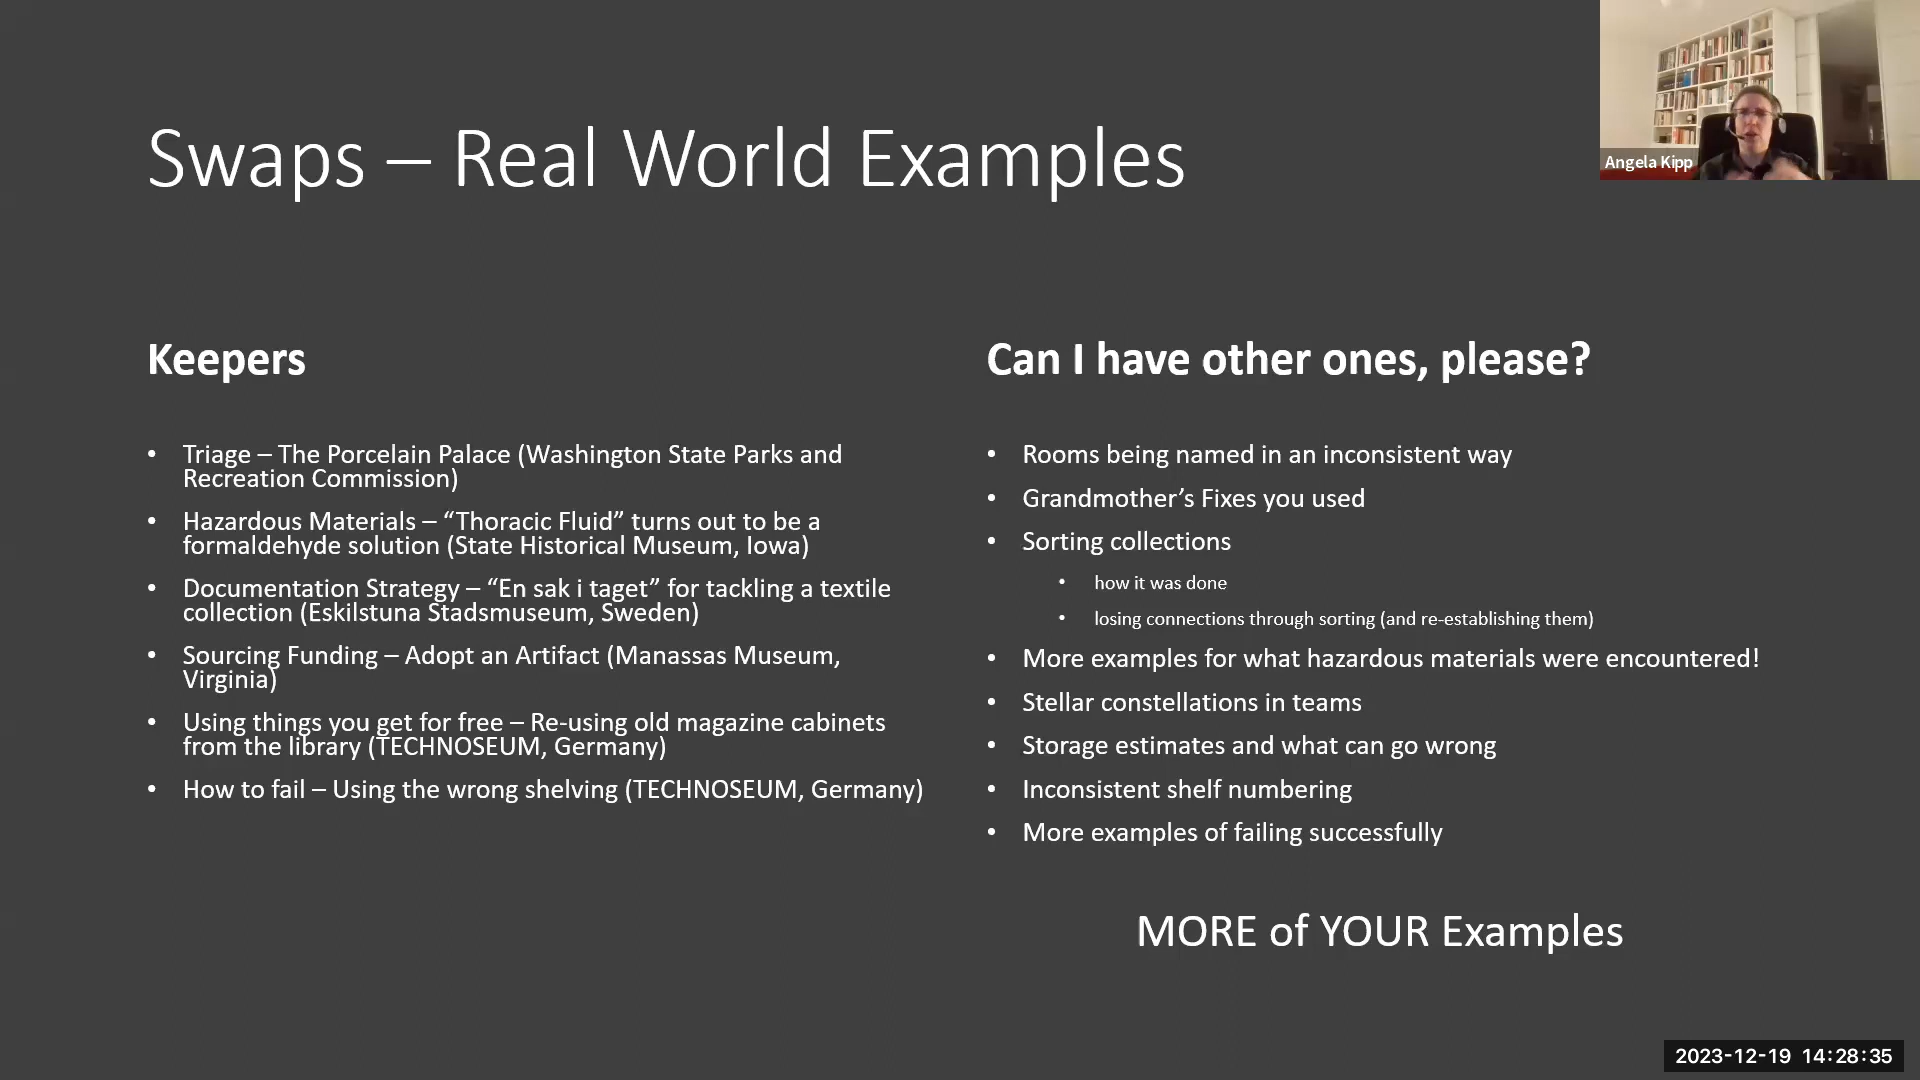 Swaps – Real World Examples
Angela Kipp
Keepers
• Triage – The Porcelain Palace (Washington State Parks and
Recreation Commission)
• Hazardous Materials – “Thoracic Fluid” turns out to be a
formaldehyde solution (State Historical Museum, Iowa)
• Documentation Strategy – “En sak i taget” for tackling a textile
collection (Eskilstuna Stadsmuseum, Sweden)
• Sourcing Funding – Adopt an Artifact (Manassas Museum,
Virginia)
• Using things you get for free – Re-using old magazine cabinets
from the library (TECHNOSEUM, Germany)
• How to fail – Using the wrong shelving (TECHNOSEUM, Germany)
Can I have other ones, please?
• Rooms being named in an inconsistent way
• Grandmother’s Fixes you used
• Sorting collections
• how it was done
• losing connections through sorting (and re-establishing them)
• More examples for what hazardous materials were encountered!
• Stellar constellations in teams
• Storage estimates and what can go wrong
• Inconsistent shelf numbering
• More examples of failing successfully
MORE of YOUR Examples
2023-12-19 14:28:35